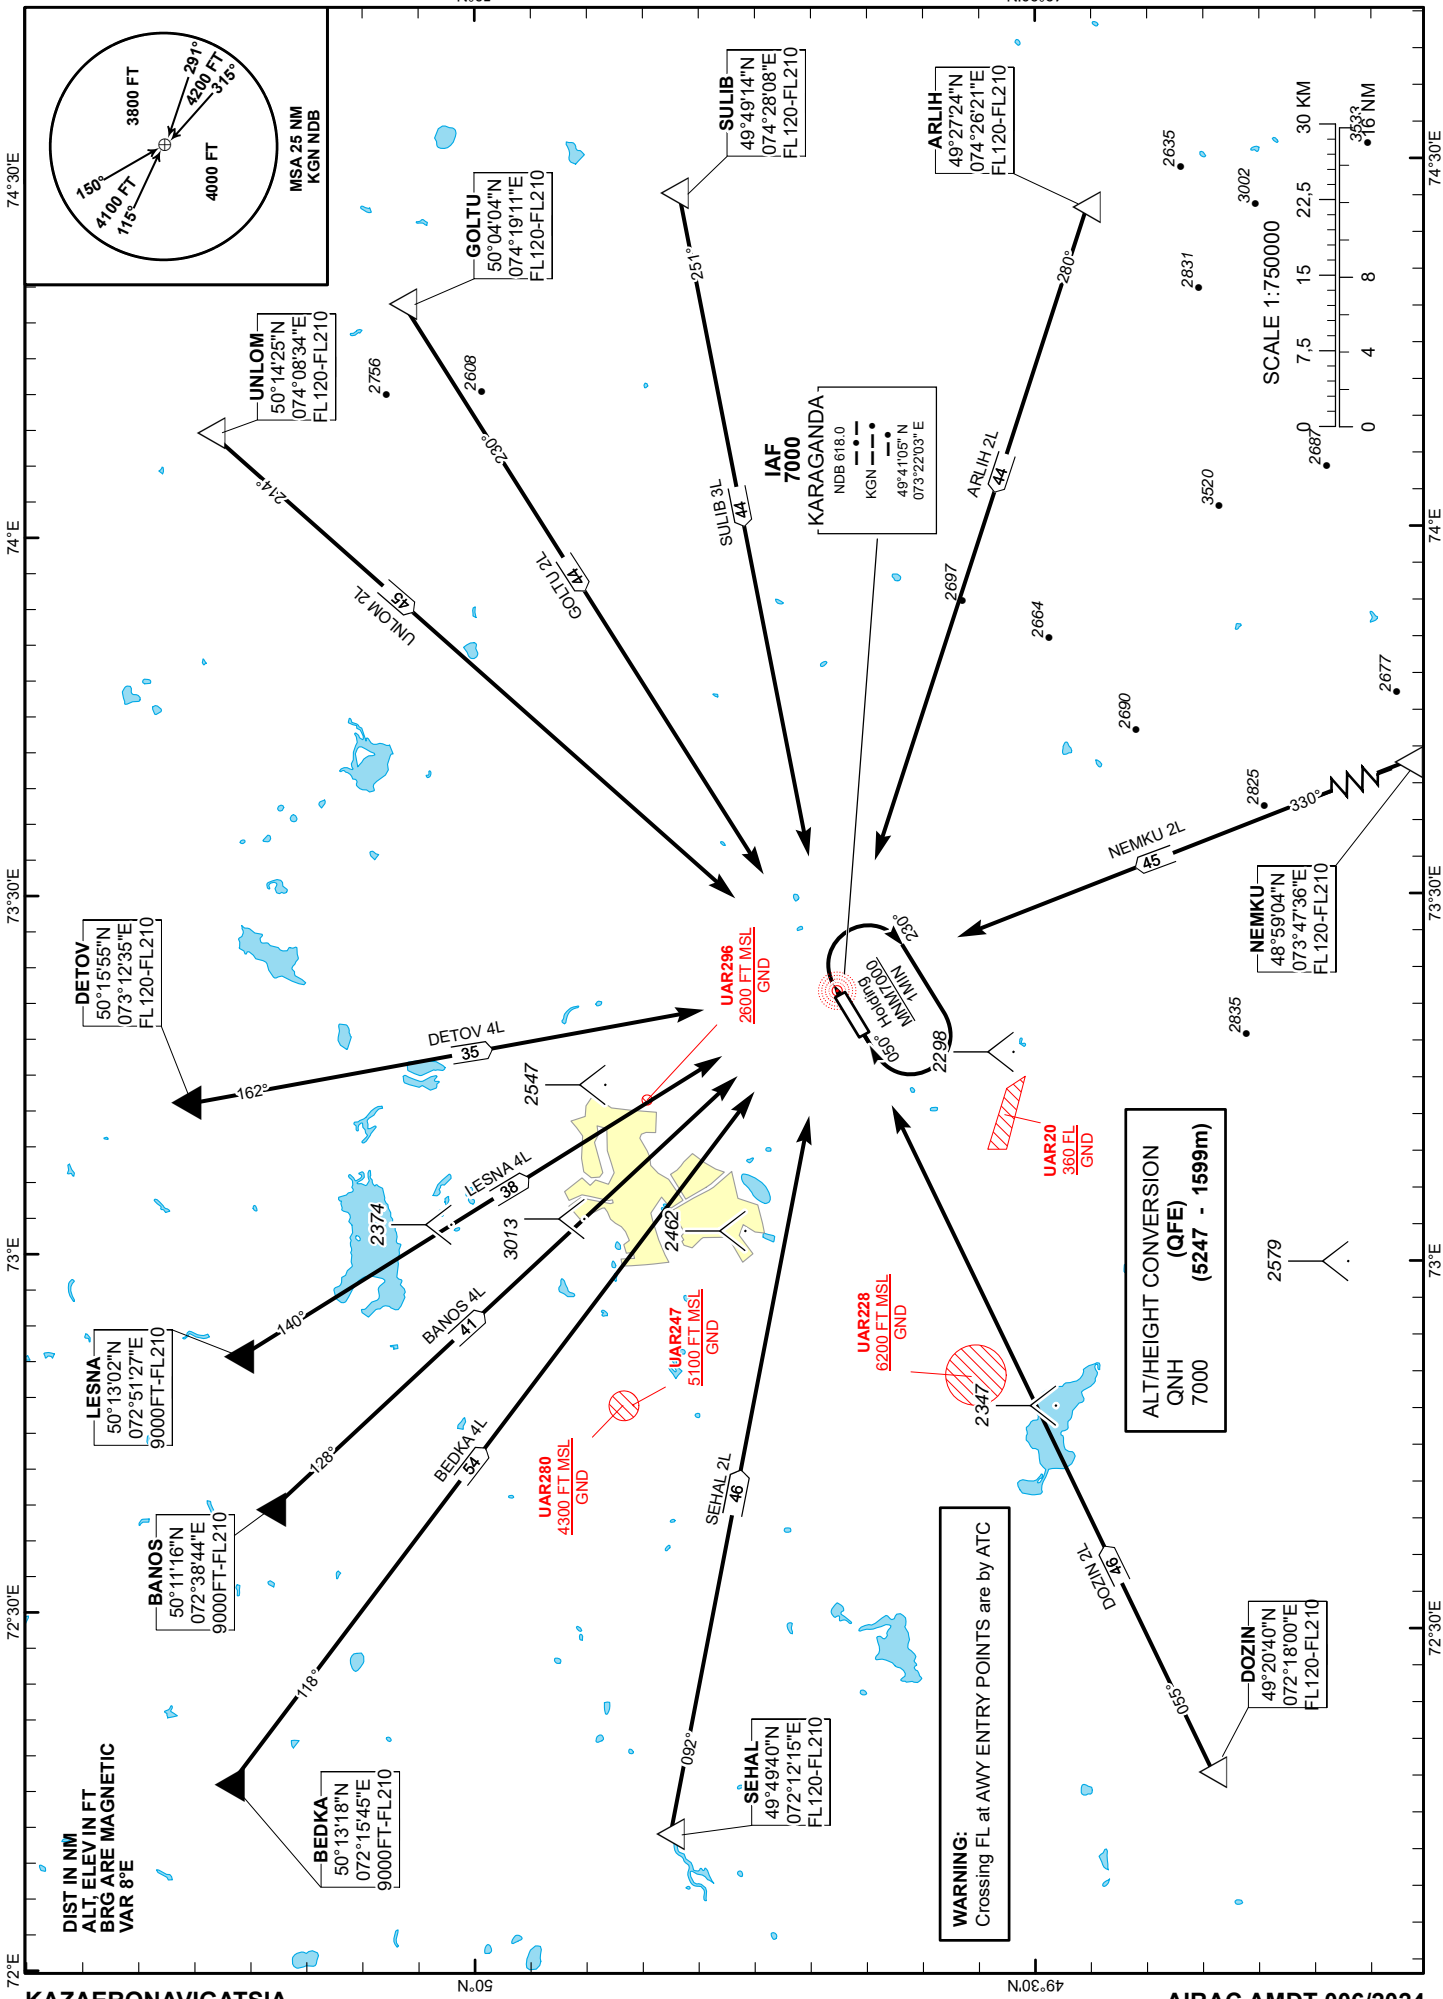 DIST IN NM
ALT, ELEV IN FT
BRG ARE MAGNETIC
VAR 8°E
BEDKA
50°13'18"N
072°15'45"E
9000FT-FL210
118°
BEDKA 4L
54
BANOS
50°11'16"N
072°38'44"E
9000FT-FL210
128°
BANOS 4L
41
LESNA
50°13'02"N
072°51'27"E
9000FT-FL210
140°
LESNA 4L
38
DETOV
50°15'55"N
073°12'35"E
FL120-FL210
162°
DETOV 4L
35
UNLOM
50°14'25"N
074°08'34"E
FL120-FL210
214°
UNLOM 2L
45
GOLTU
50°04'04"N
074°19'11"E
FL120-FL210
230°
GOLTU 2L
44
SULIB
49°49'14"N
074°28'08"E
FL120-FL210
251°
SULIB 3L
44
ARLIH
49°27'24"N
074°26'21"E
FL120-FL210
280°
ARLIH 2L
44
NEMKU
48°59'04"N
073°47'36"E
FL120-FL210
330°
NEMKU 2L
45
DOZIN
49°20'40"N
072°18'00"E
FL120-FL210
055°
DOZIN 2L
46
SEHAL
49°49'40"N
072°12'15"E
FL120-FL210
092°
SEHAL 2L
46
150°
4100 FT
115°
3800 FT
291°
4200 FT
315°
4000 FT
MSA 25 NM
KGN NDB
IAF
7000
KARAGANDA
NDB 618.0
KGN
49°41'05" N
073°22'03" E
050°
Holding
MNM7000
1MIN
230°
UAR296
2600 FT MSL
GND
UAR280
4300 FT MSL
GND
UAR247
5100 FT MSL
GND
UAR228
6200 FT MSL
GND
UAR20
360 FL
GND
2374
3013
2547
2462
2298
2347
2579
2835
2825
2690
2664
2697
2677
2687
3520
2831
3002
2635
3533
2756
2608
ALT/HEIGHT CONVERSION
QNH (QFE)
7000 (5247 - 1599m)
WARNING:
Crossing FL at AWY ENTRY POINTS are by ATC
SCALE 1:750000
0 7,5 15 22,5 30 KM
0 4 8 16 NM
72°E
72°30'E
73°E
73°30'E
74°E
74°30'E
72°30'E
73°30'E
74°E
74°30'E
50°N
49°30'N